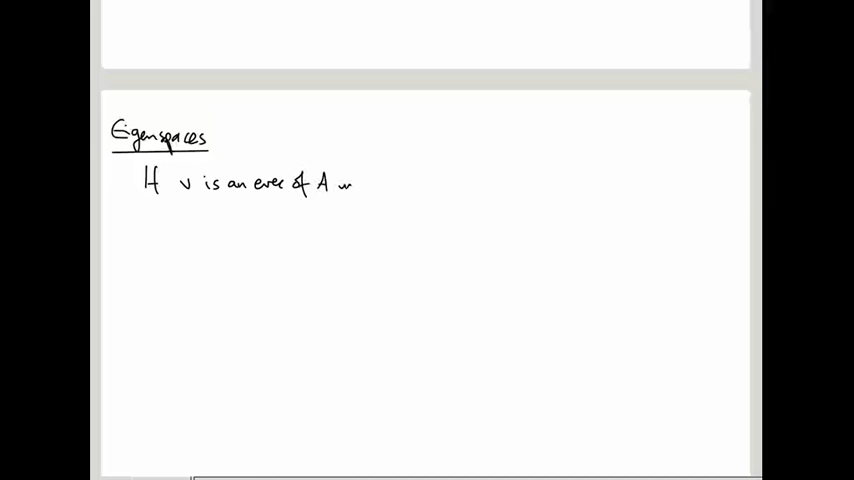 Eigenspaces
If v is an evec of A w